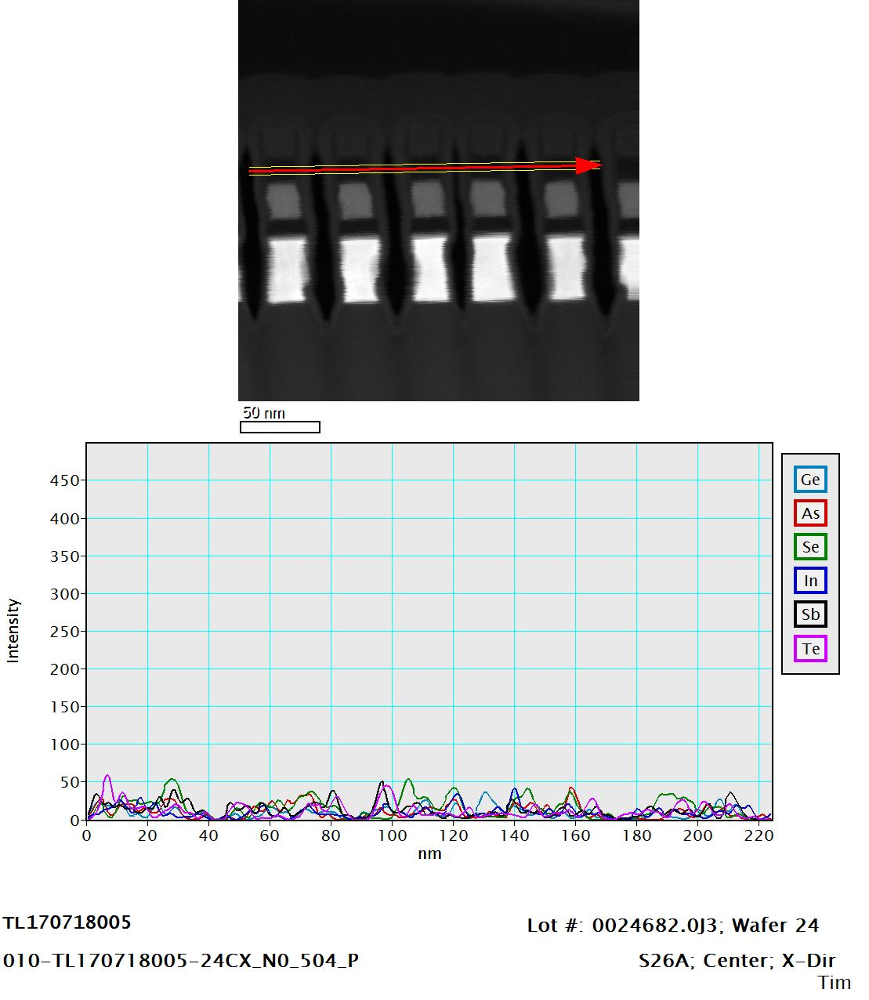 50 nm
Intensity
450
400
350
300
250
200
150
100
50
0
0 20 40 60 80 100 120 140 160 180 200 220
nm
Ge
As
Se
In
Sb
Te
TL170718005
Lot #: 0024682.0J3; Wafer 24
010-TL170718005-24CX_N0_504_P
S26A; Center; X-Dir
Tim